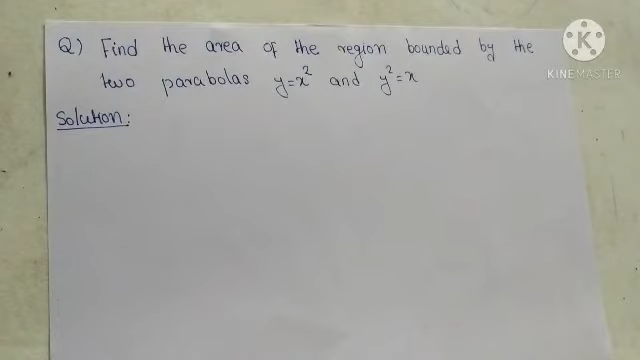 Q) Find the area of the region bounded by the
two parabolas y=x² and y²=x
Solution:
K
KINEMASTER